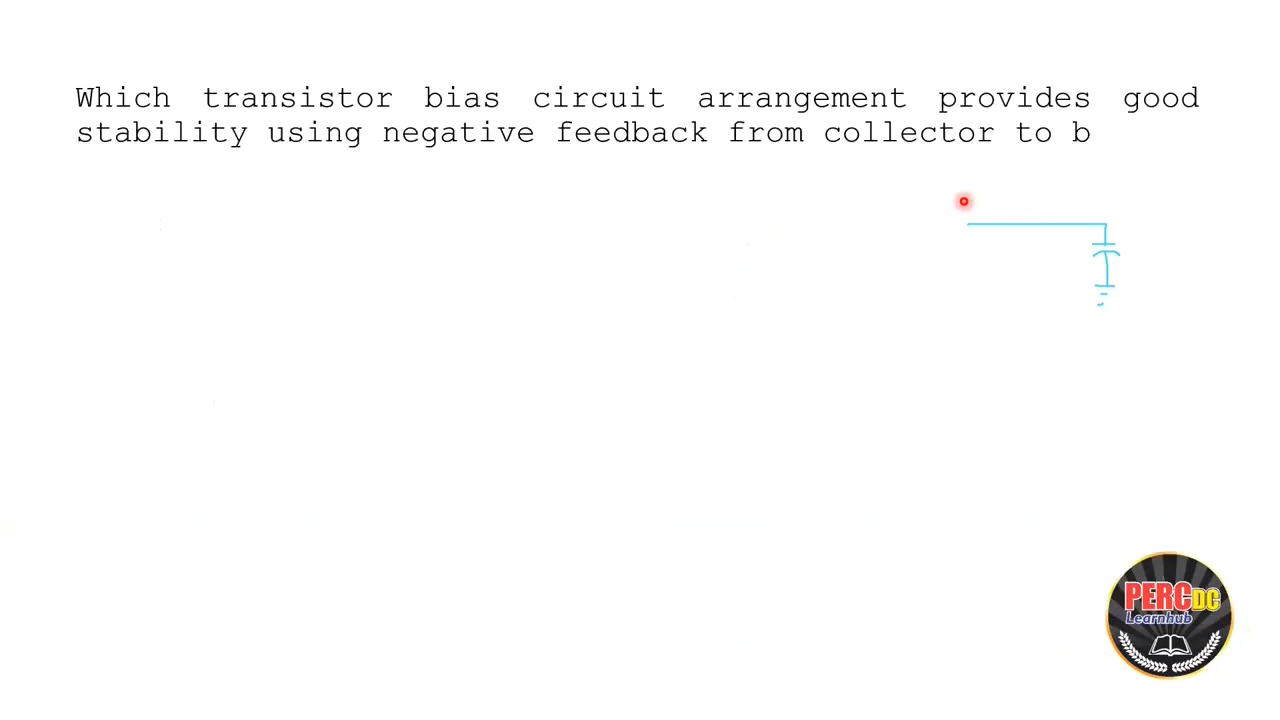 Which transistor bias circuit arrangement provides good
stability using negative feedback from collector to b
PERC DC
Learnhub